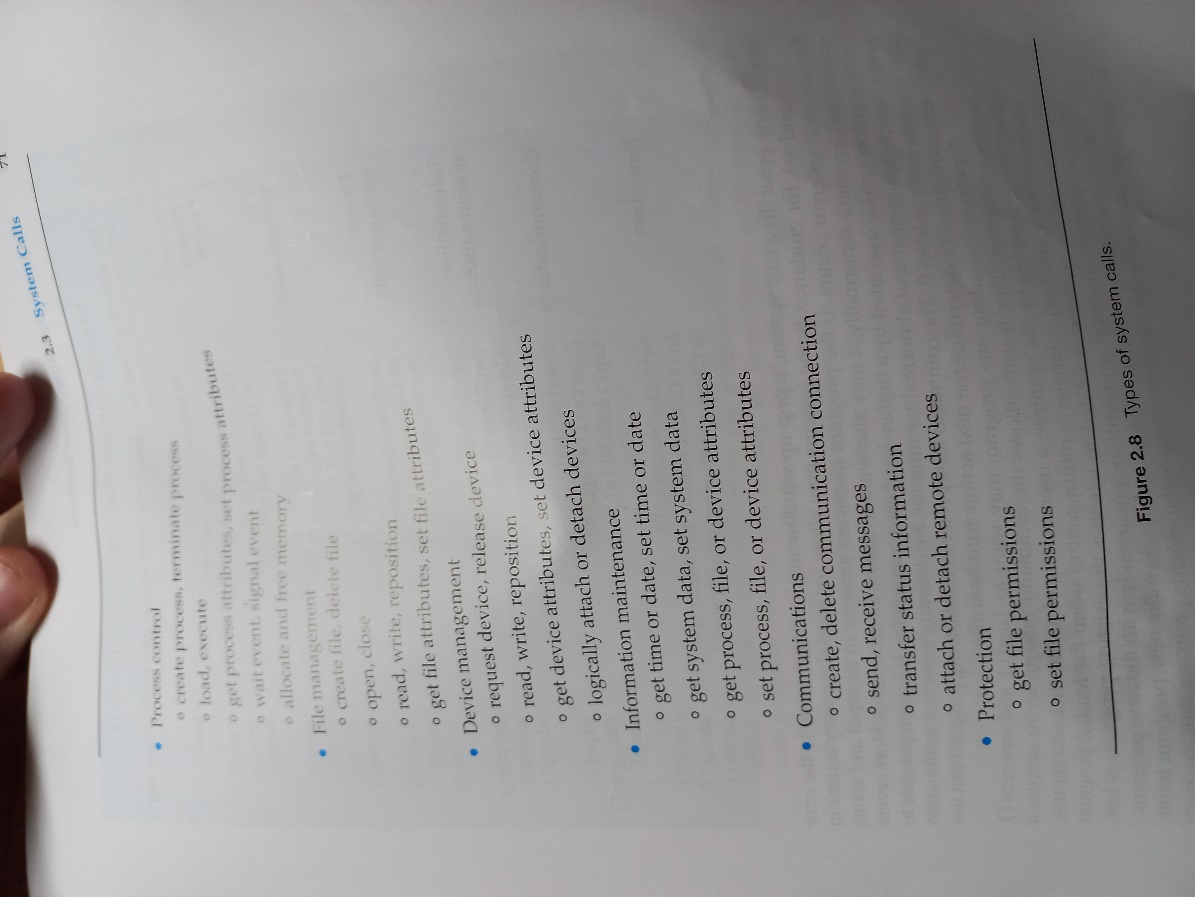 2.3 System Calls 71
• Process control
◦ create process, terminate process
◦ load, execute
◦ get process attributes, set process attributes
◦ wait event, signal event
◦ allocate and free memory
• File management
◦ create file, delete file
◦ open, close
◦ read, write, reposition
◦ get file attributes, set file attributes
• Device management
◦ request device, release device
◦ read, write, reposition
◦ get device attributes, set device attributes
◦ logically attach or detach devices
• Information maintenance
◦ get time or date, set time or date
◦ get system data, set system data
◦ get process, file, or device attributes
◦ set process, file, or device attributes
• Communications
◦ create, delete communication connection
◦ send, receive messages
◦ transfer status information
◦ attach or detach remote devices
• Protection
◦ get file permissions
◦ set file permissions
Figure 2.8 Types of system calls.